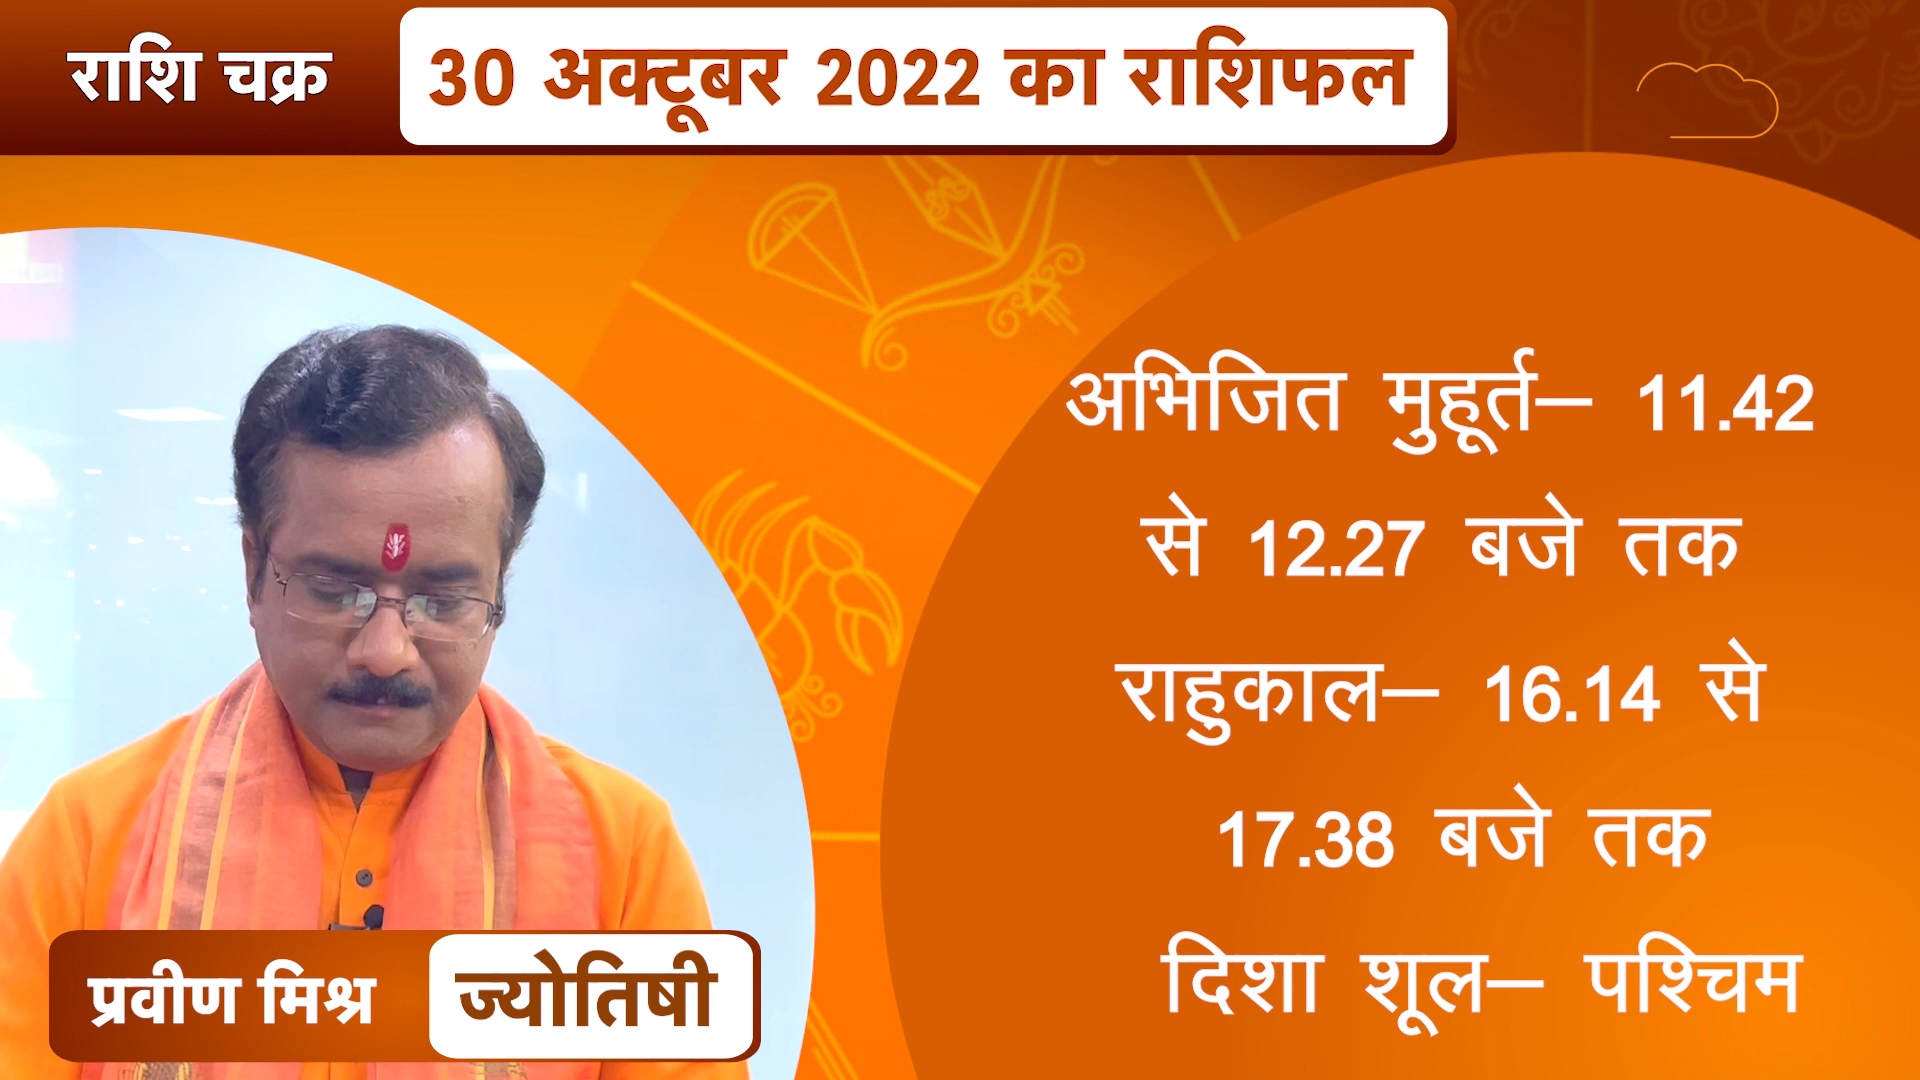 राशि चक्र
30 अक्टूबर 2022 का राशिफल
अभिजित मुहूर्त– 11.42
से 12.27 बजे तक
राहुकाल– 16.14 से
17.38 बजे तक
दिशा शूल– पश्चिम
प्रवीण मिश्र
ज्योतिषी